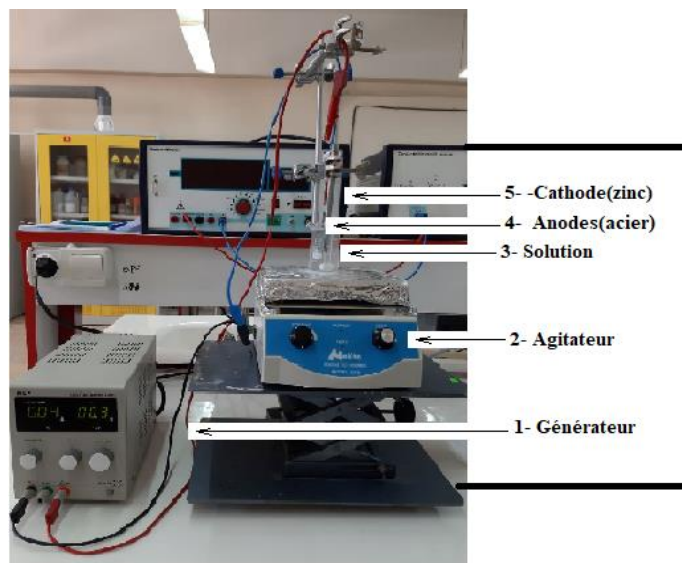 5- -Cathode(zinc)
4- Anodes(acier)
3- Solution
2- Agitateur
1- Générateur